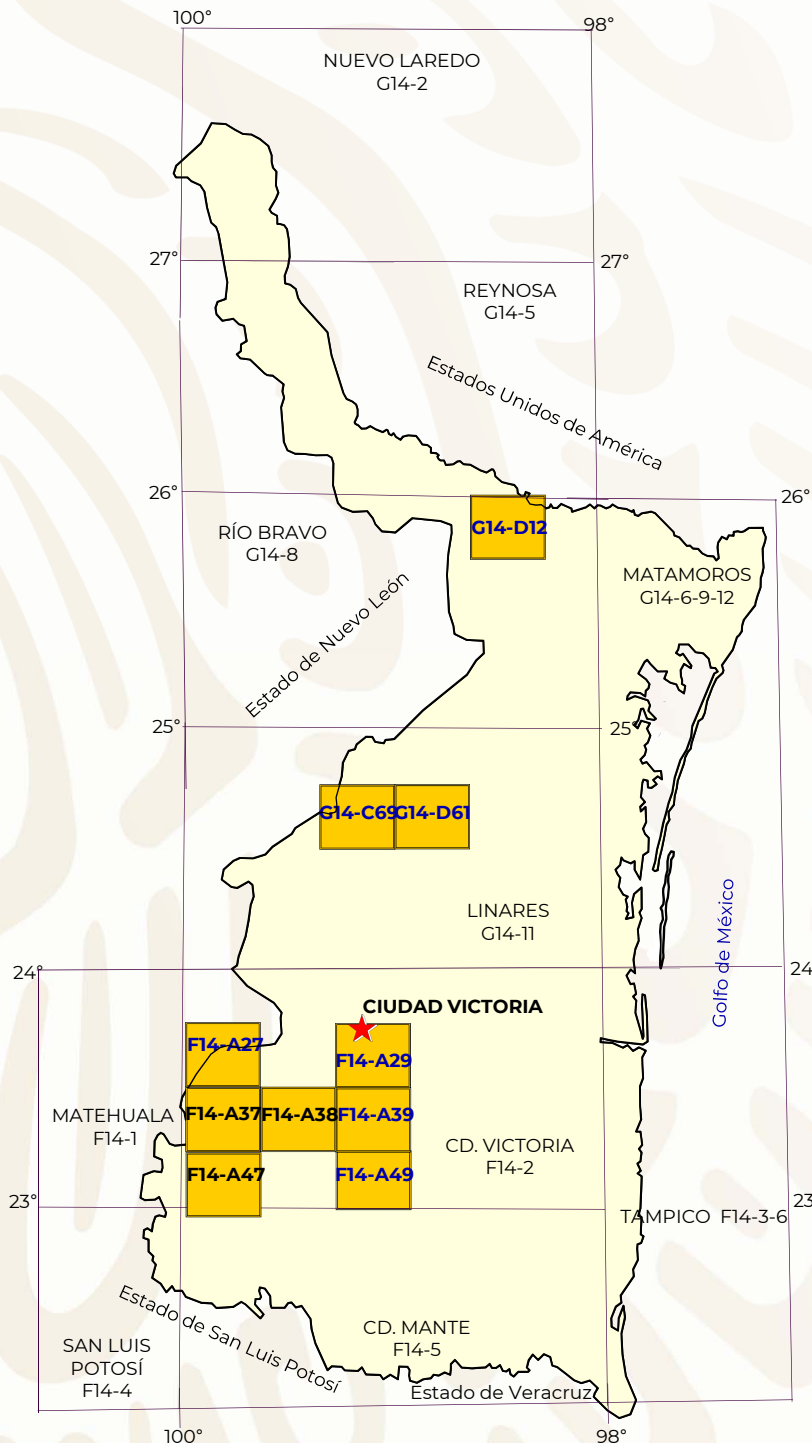 100°
98°
NUEVO LAREDO
G14-2
27°
27°
REYNOSA
G14-5
Estados Unidos de América
26°
26°
G14-D12
RÍO BRAVO
G14-8
MATAMOROS
G14-6-9-12
Estado de Nuevo León
25°
25°
G14-C69
G14-D61
LINARES
G14-11
Golfo de México
24°
24
CIUDAD VICTORIA
F14-A27
F14-A29
MATEHUALA
F14-1
F14-A37
F14-A38
F14-A39
CD. VICTORIA
F14-2
F14-A47
F14-A49
23°
23
TAMPICO F14-3-6
Estado de San Luis Potosí
CD. MANTE
F14-5
SAN LUIS
POTOSÍ
F14-4
Estado de Veracruz
100°
98°